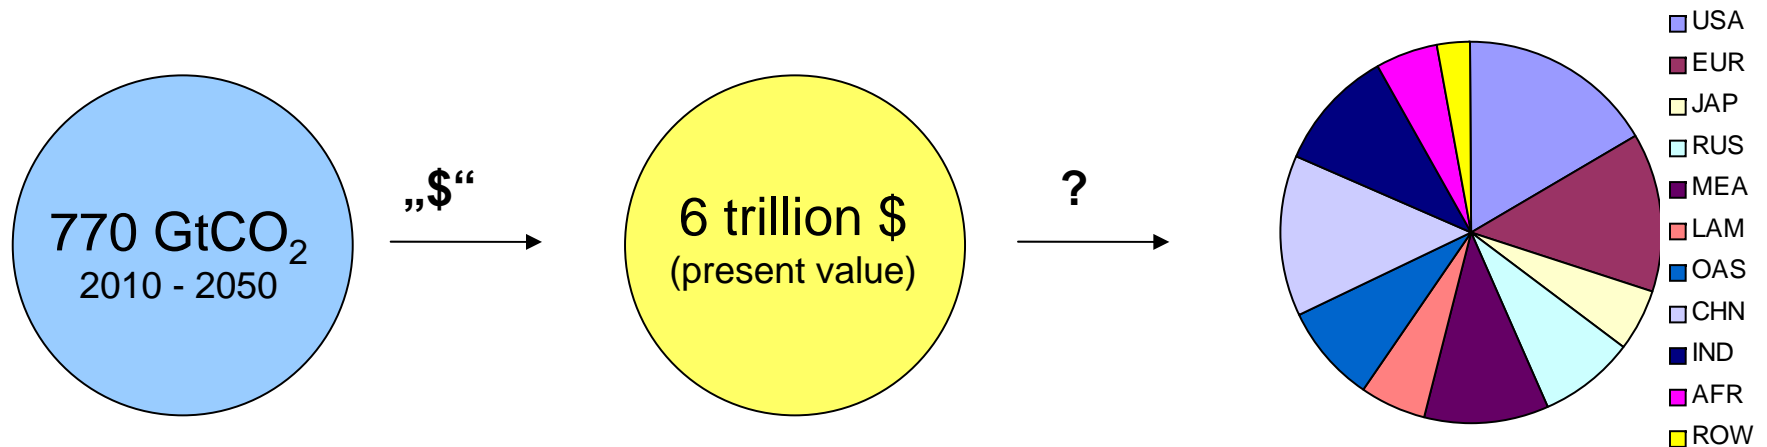 770 GtCO₂
2010 - 2050
„$“
6 trillion $
(present value)
?
USA
EUR
JAP
RUS
MEA
LAM
OAS
CHN
IND
AFR
ROW